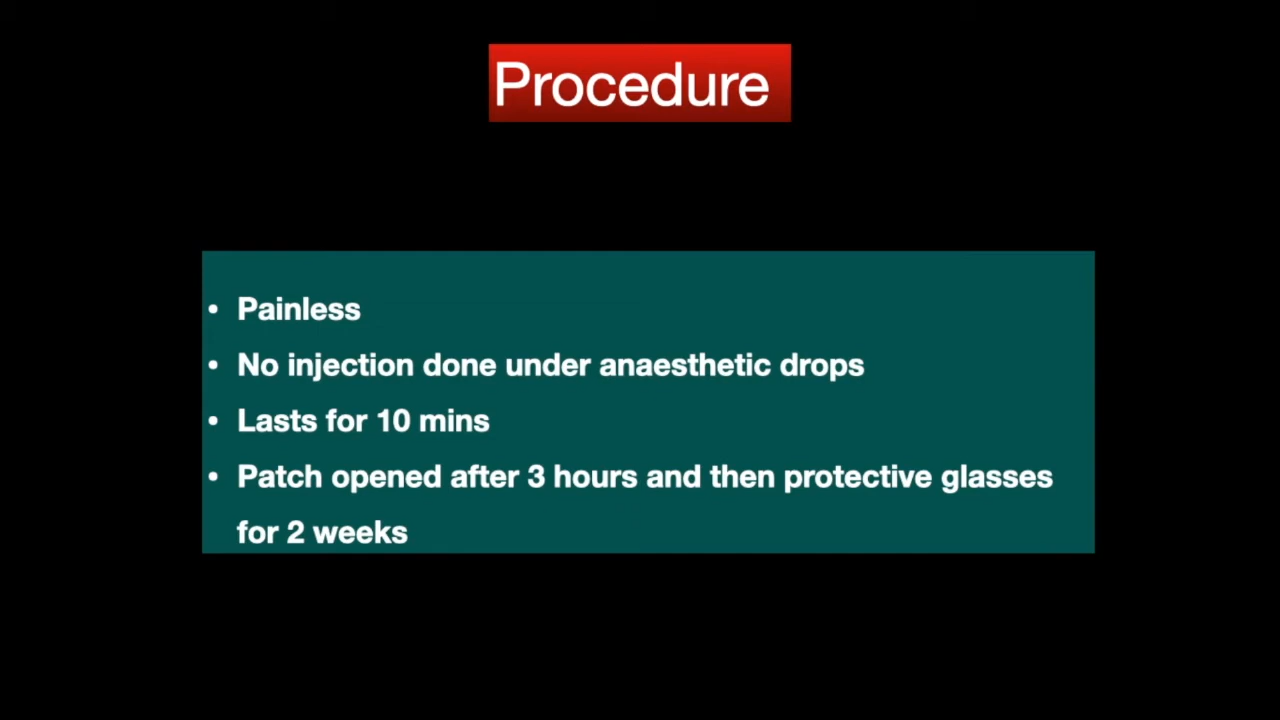 Procedure
• Painless
• No injection done under anaesthetic drops
• Lasts for 10 mins
• Patch opened after 3 hours and then protective glasses
for 2 weeks